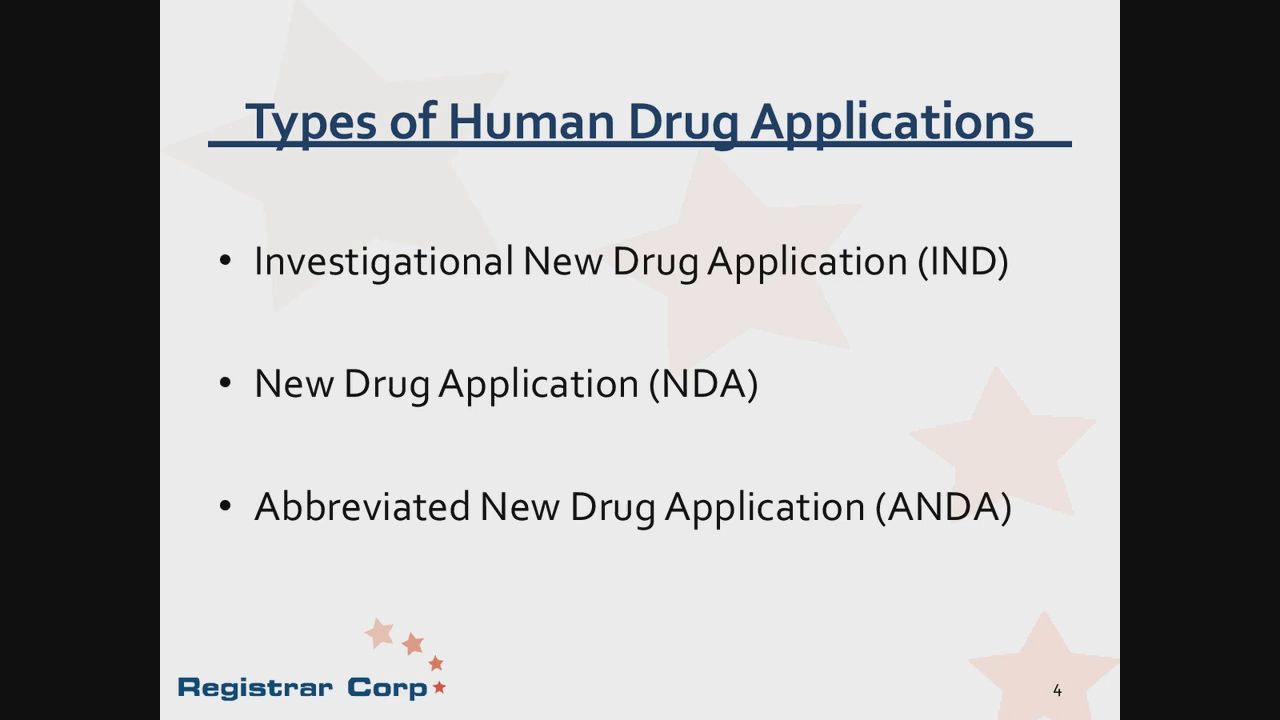 Types of Human Drug Applications
• Investigational New Drug Application (IND)
• New Drug Application (NDA)
• Abbreviated New Drug Application (ANDA)
Registrar Corp
4